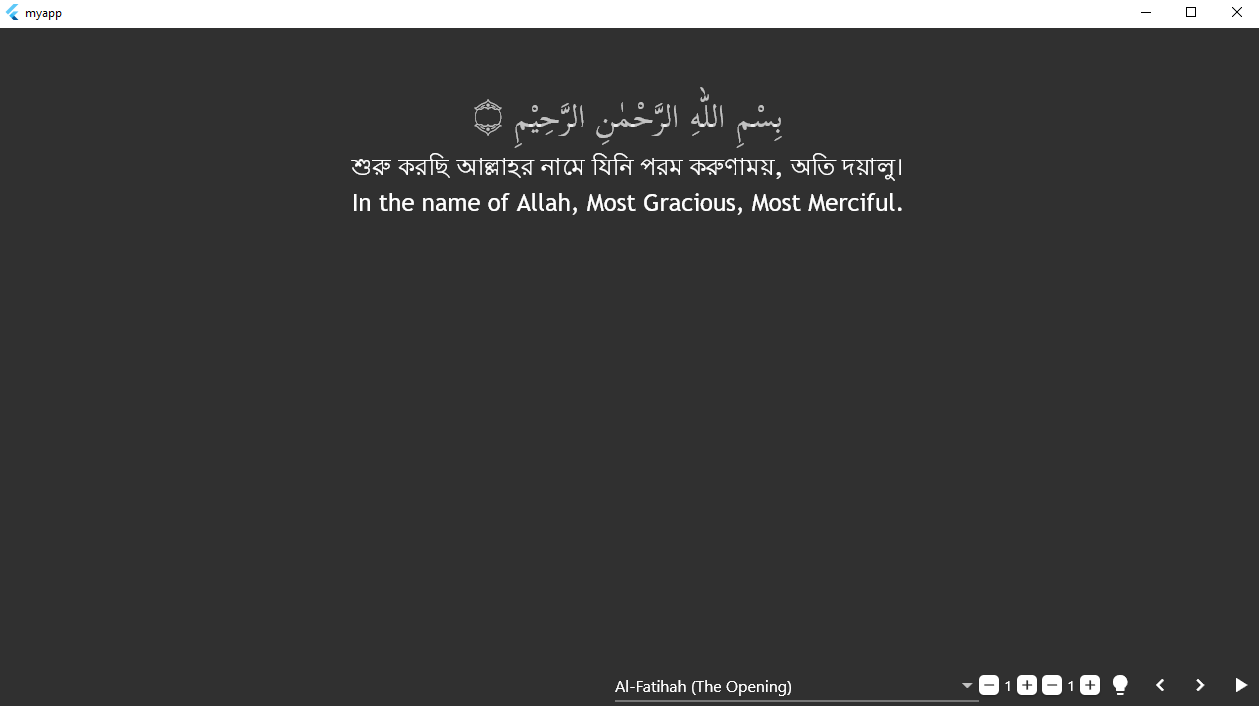 myapp
بِسْمِ اللّٰهِ الرَّحْمٰنِ الرَّحِيْمِ ۝
শুরু করছি আল্লাহর নামে যিনি পরম করুণাময়, অতি দয়ালু।
In the name of Allah, Most Gracious, Most Merciful.
Al-Fatihah (The Opening) − 1 + − 1 +